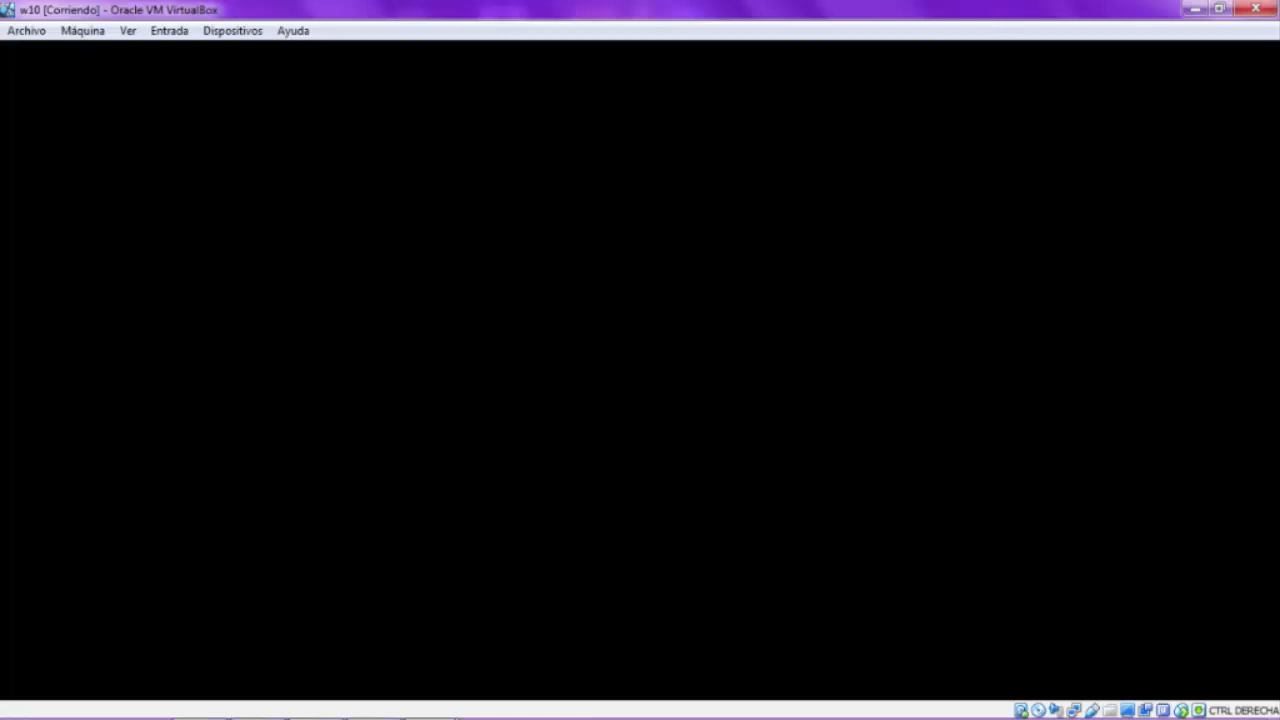 w10 [Corriendo] - Oracle VM VirtualBox
Archivo Máquina Ver Entrada Dispositivos Ayuda
CTRL DERECHA